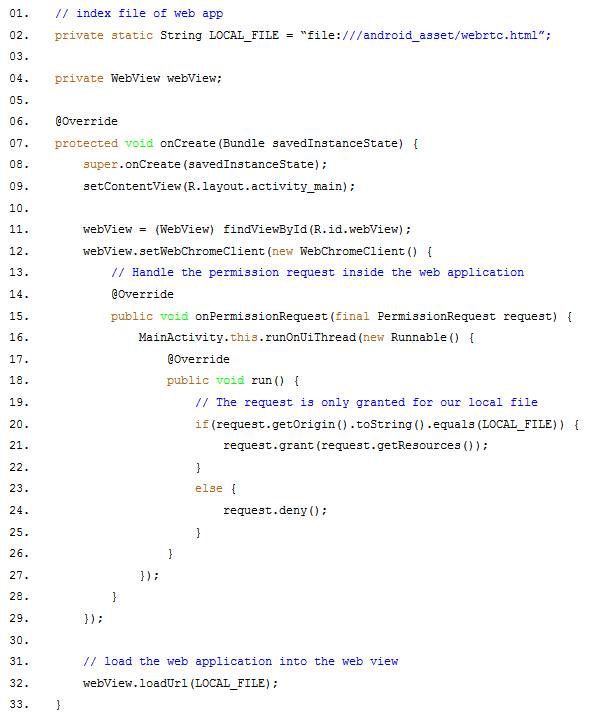 01. // index file of web app
02. private static String LOCAL_FILE = “file:///android_asset/webrtc.html”;
03.
04. private WebView webView;
05.
06. @Override
07. protected void onCreate(Bundle savedInstanceState) {
08. super.onCreate(savedInstanceState);
09. setContentView(R.layout.activity_main);
10.
11. webView = (WebView) findViewById(R.id.webView);
12. webView.setWebChromeClient(new WebChromeClient() {
13. // Handle the permission request inside the web application
14. @Override
15. public void onPermissionRequest(final PermissionRequest request) {
16. MainActivity.this.runOnUiThread(new Runnable() {
17. @Override
18. public void run() {
19. // The request is only granted for our local file
20. if(request.getOrigin().toString().equals(LOCAL_FILE)) {
21. request.grant(request.getResources());
22. }
23. else {
24. request.deny();
25. }
26. }
27. });
28. }
29. });
30.
31. // load the web application into the web view
32. webView.loadUrl(LOCAL_FILE);
33. }